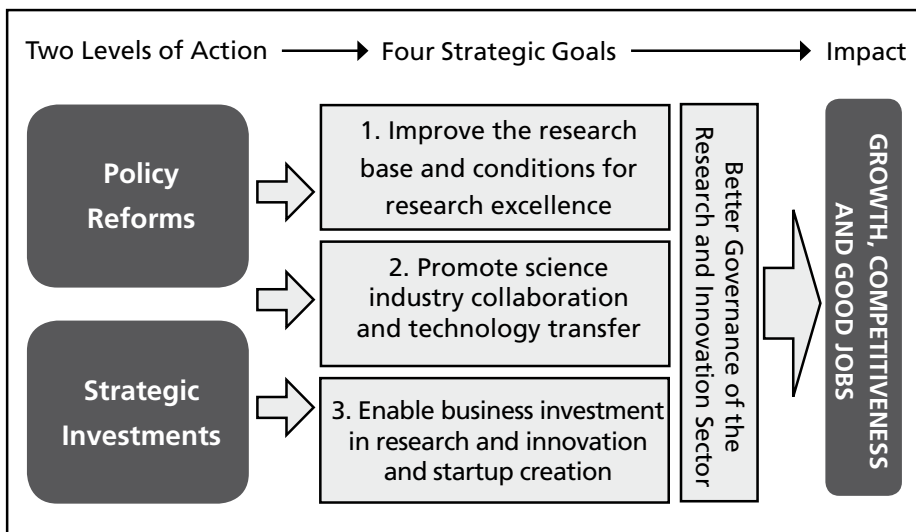 Two Levels of Action
Four Strategic Goals
Impact
Policy
Reforms
Strategic
Investments
1. Improve the research
base and conditions for
research excellence
2. Promote science
industry collaboration
and technology transfer
3. Enable business investment
in research and innovation
and startup creation
Better Governance of the
Research and Innovation Sector
GROWTH, COMPETITIVENESS
AND GOOD JOBS